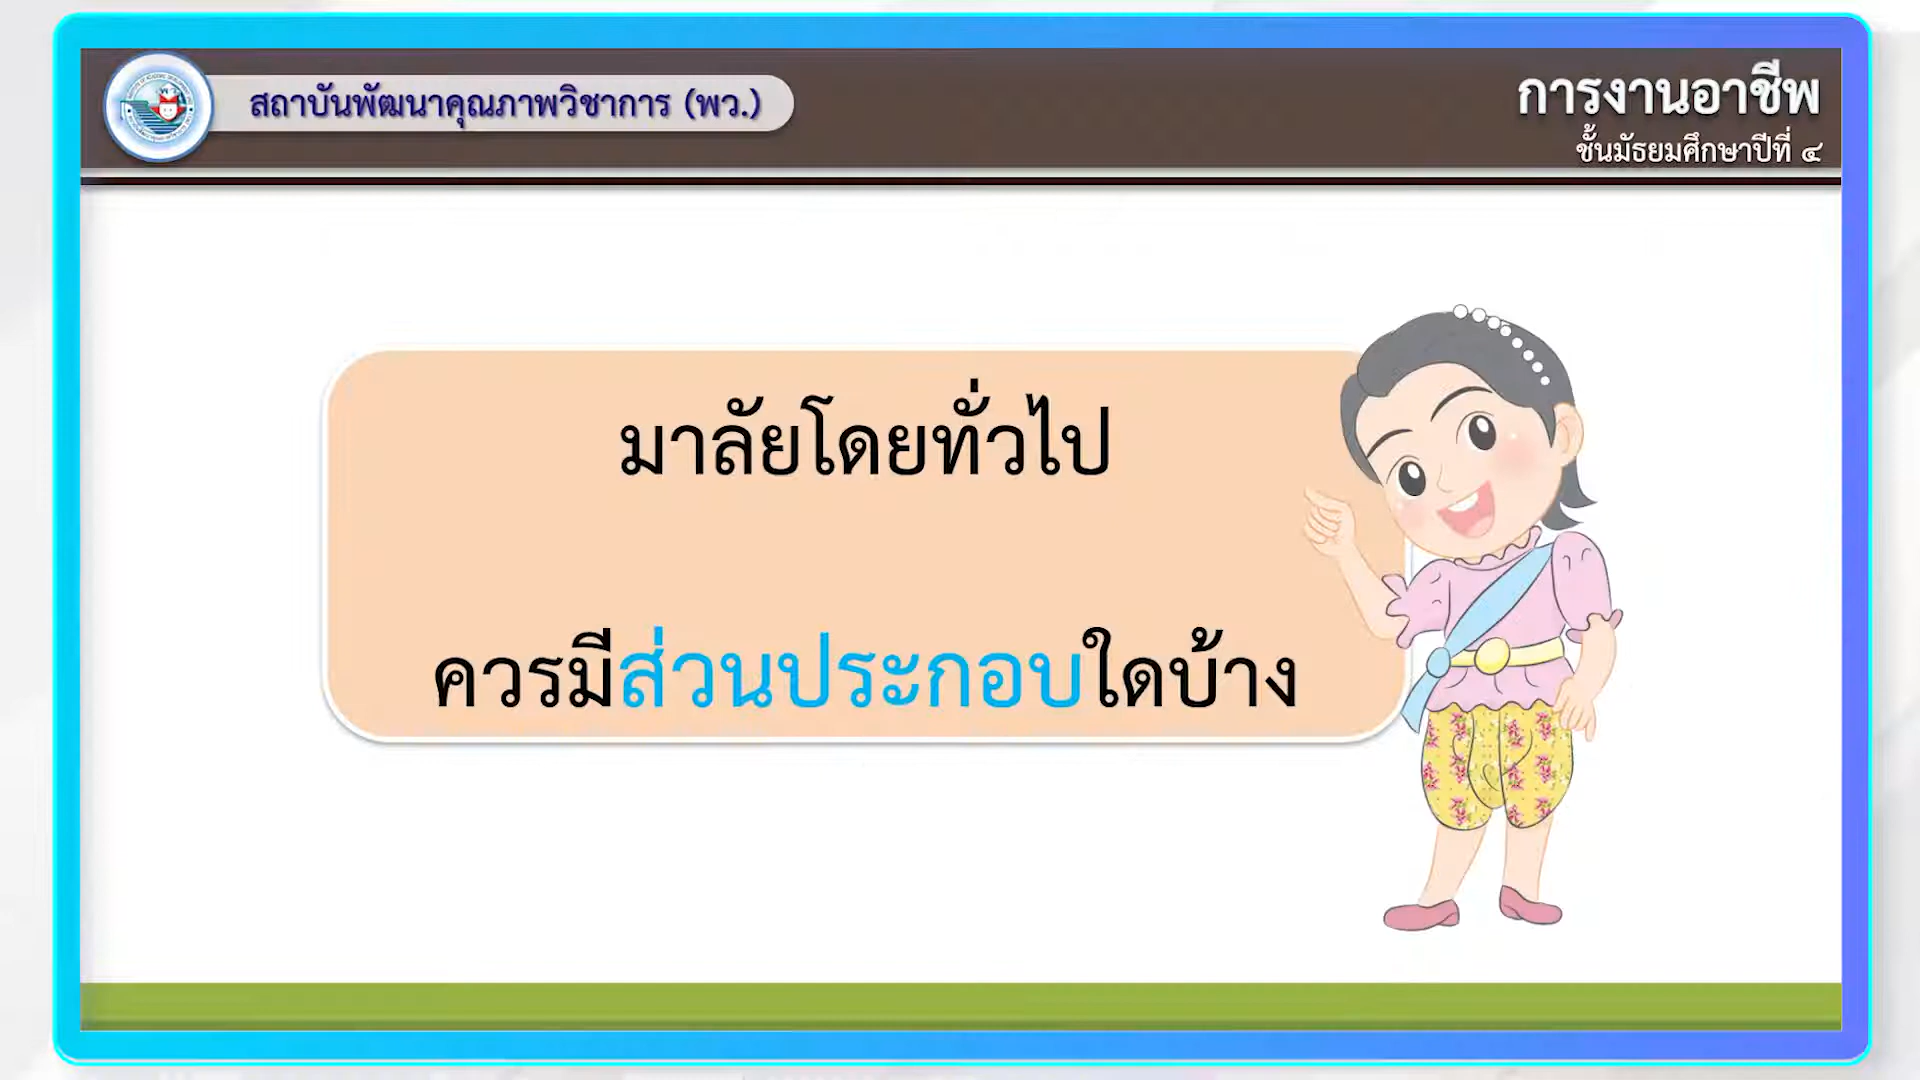 สถาบันพัฒนาคุณภาพวิชาการ (พว.)
การงานอาชีพ
ชั้นมัธยมศึกษาปีที่ ๔
มาลัยโดยทั่วไป
ควรมีส่วนประกอบใดบ้าง